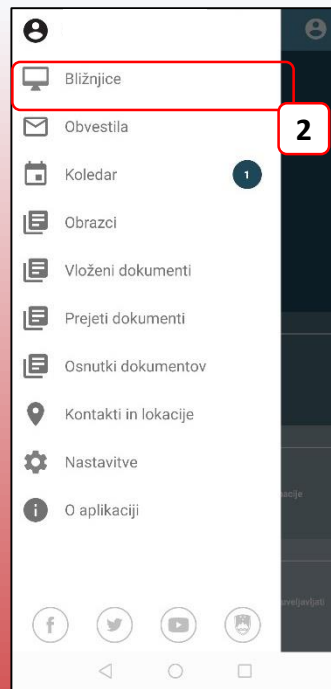 Bližnjice
2
Obvestila
Koledar
1
Obrazci
Vloženi dokumenti
Prejeti dokumenti
Osnutki dokumentov
Kontakti in lokacije
Nastavitve
O aplikaciji